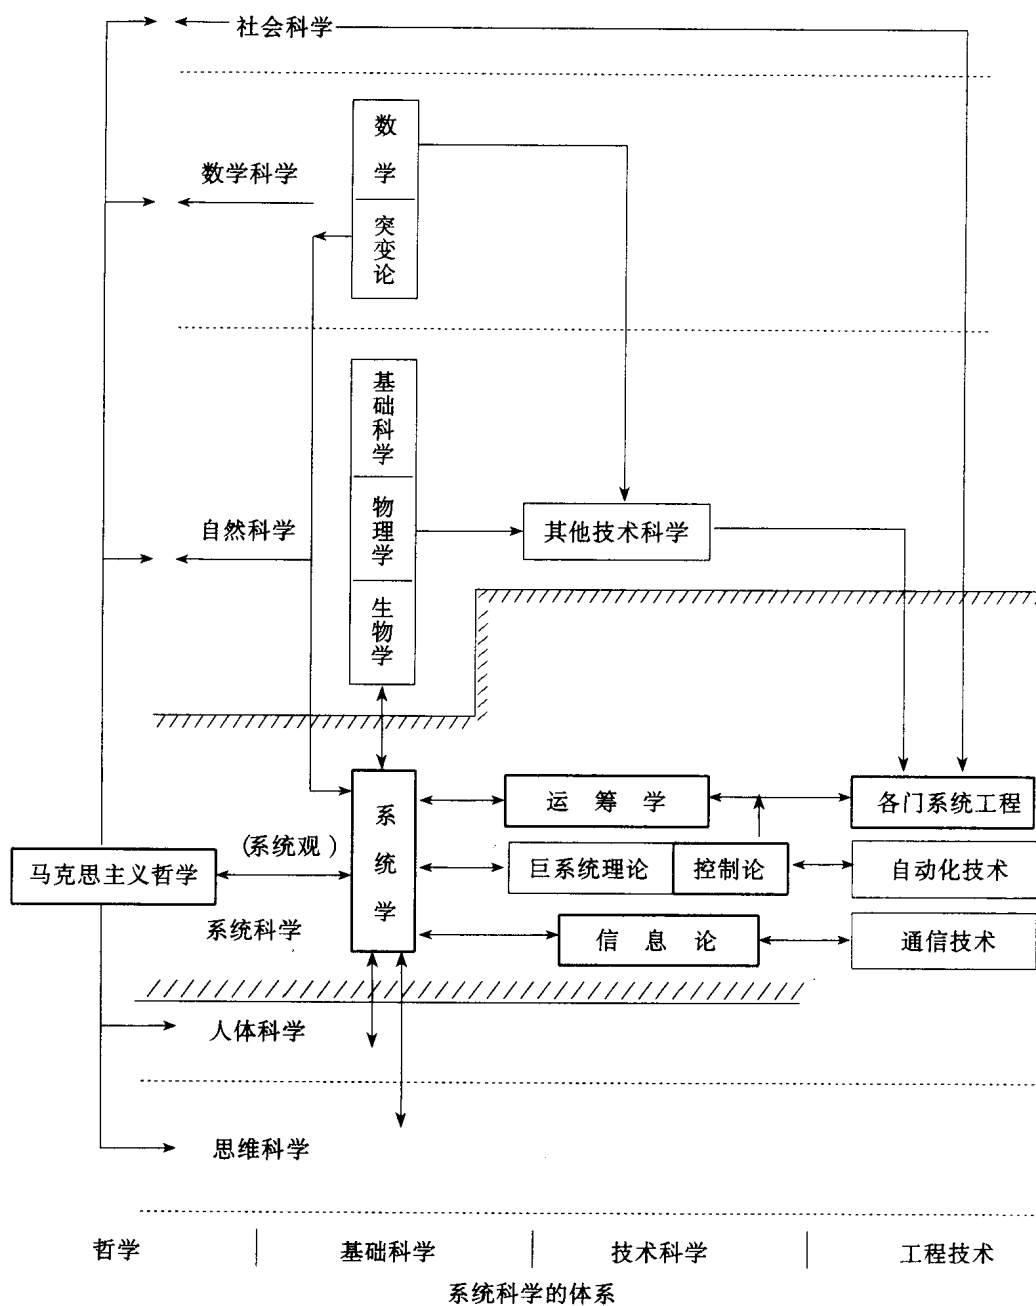 社会科学
数学
数学科学
突变论
基础科学
物理学
自然科学
其他技术科学
生物学
系统学
运筹学
各门系统工程
(系统观)
马克思主义哲学
巨系统理论
控制论
自动化技术
系统科学
信息论
通信技术
人体科学
思维科学
哲学
基础科学
技术科学
工程技术
系统科学的体系